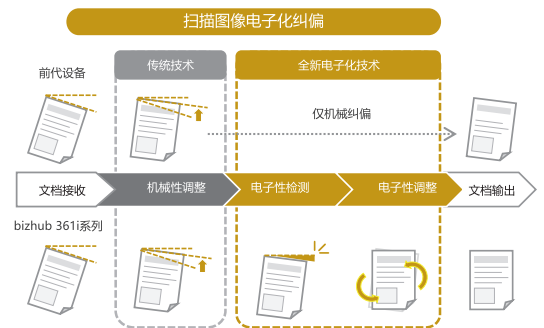 扫描图像电子化纠偏
传统技术
全新电子化技术
前代设备
仅机械纠偏
文档接收
机械性调整
电子性检测
电子性调整
文档输出
bizhub 361i系列